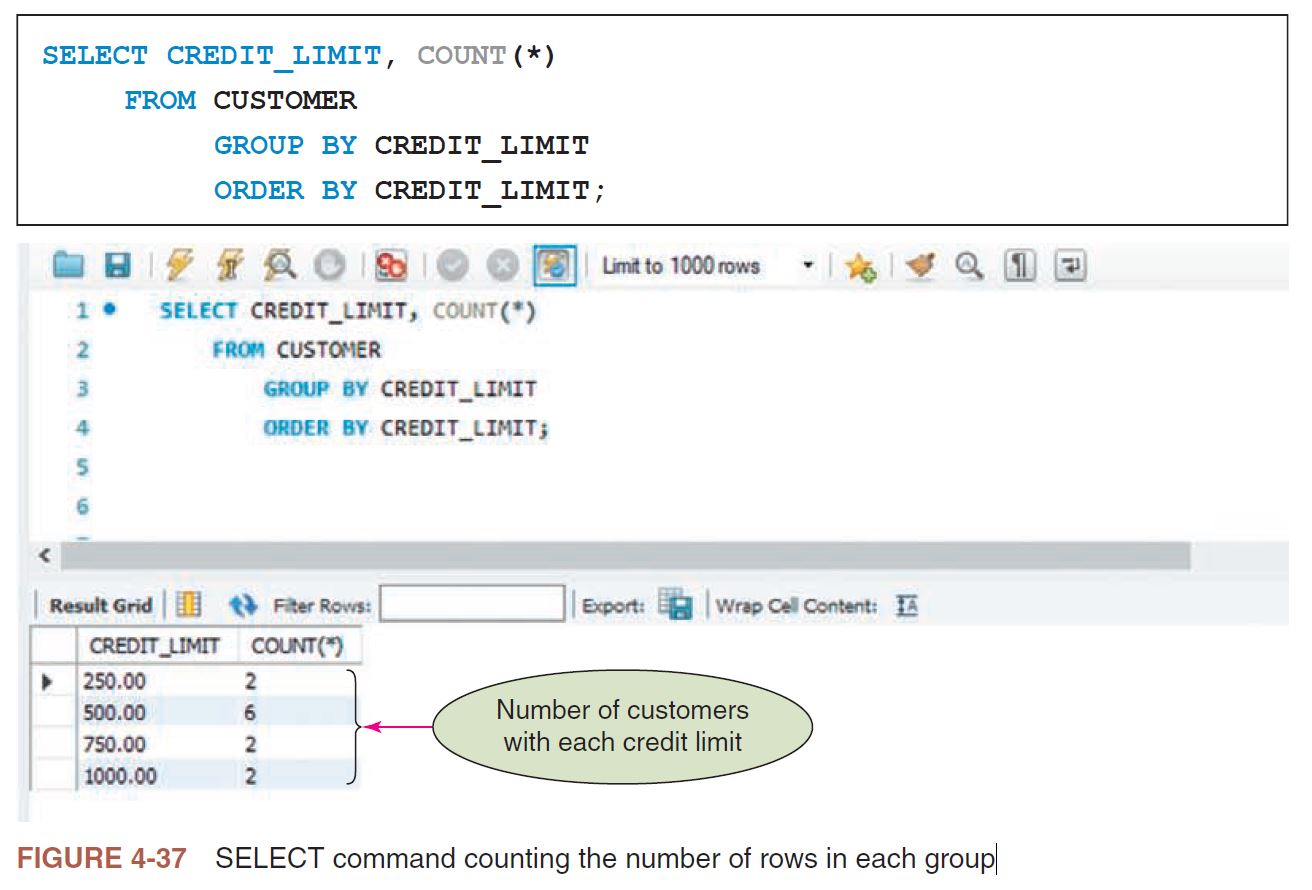 SELECT CREDIT_LIMIT, COUNT(*)
FROM CUSTOMER
GROUP BY CREDIT_LIMIT
ORDER BY CREDIT_LIMIT;
Limit to 1000 rows
1 SELECT CREDIT_LIMIT, COUNT(*)
2 FROM CUSTOMER
3 GROUP BY CREDIT_LIMIT
4 ORDER BY CREDIT_LIMIT;
5
6
Result Grid Filter Rows: Export: Wrap Cell Content: IA
CREDIT_LIMIT COUNT(*)
250.00 2
500.00 6
750.00 2
1000.00 2
Number of customers
with each credit limit
FIGURE 4-37 SELECT command counting the number of rows in each group